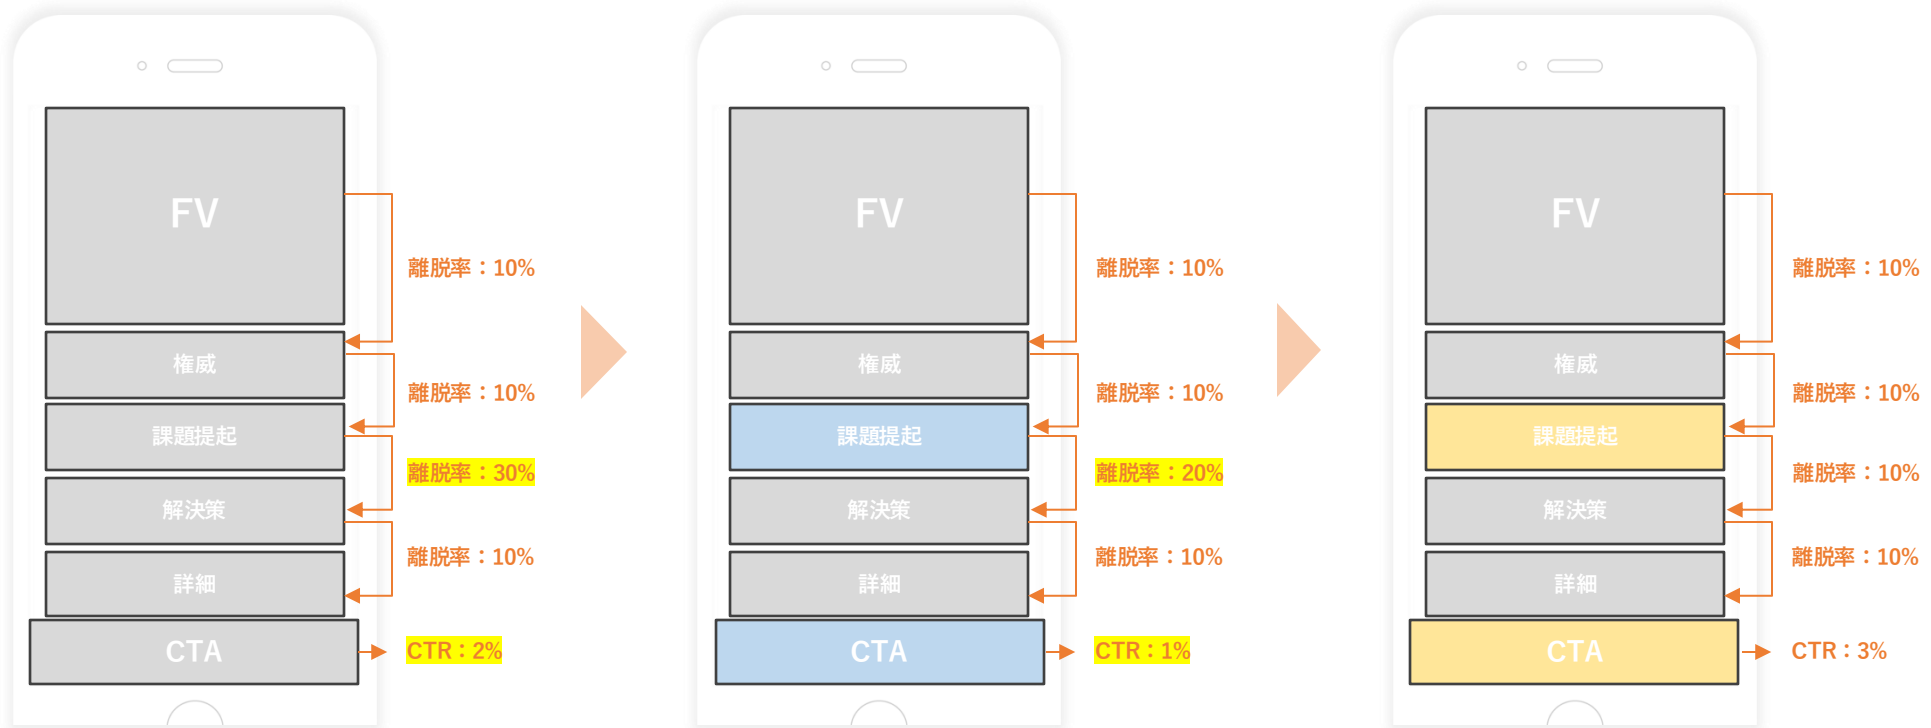 FV
離脱率：10%
権威
離脱率：10%
課題提起
離脱率：30%
解決策
離脱率：10%
詳細
CTA
CTR：2%
FV
離脱率：10%
権威
離脱率：10%
課題提起
離脱率：20%
解決策
離脱率：10%
詳細
CTA
CTR：1%
FV
離脱率：10%
権威
離脱率：10%
課題提起
離脱率：10%
解決策
離脱率：10%
詳細
CTA
CTR：3%